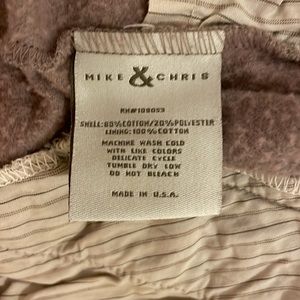 MIKE & CHRIS
RN#108053
SHELL: 80%COTTON/20%POLYESTER
LINING: 100%COTTON
MACHINE WASH COLD
WITH LIKE COLORS
DELICATE CYCLE
TUMBLE DRY LOW
DO NOT BLEACH
MADE IN U.S.A.